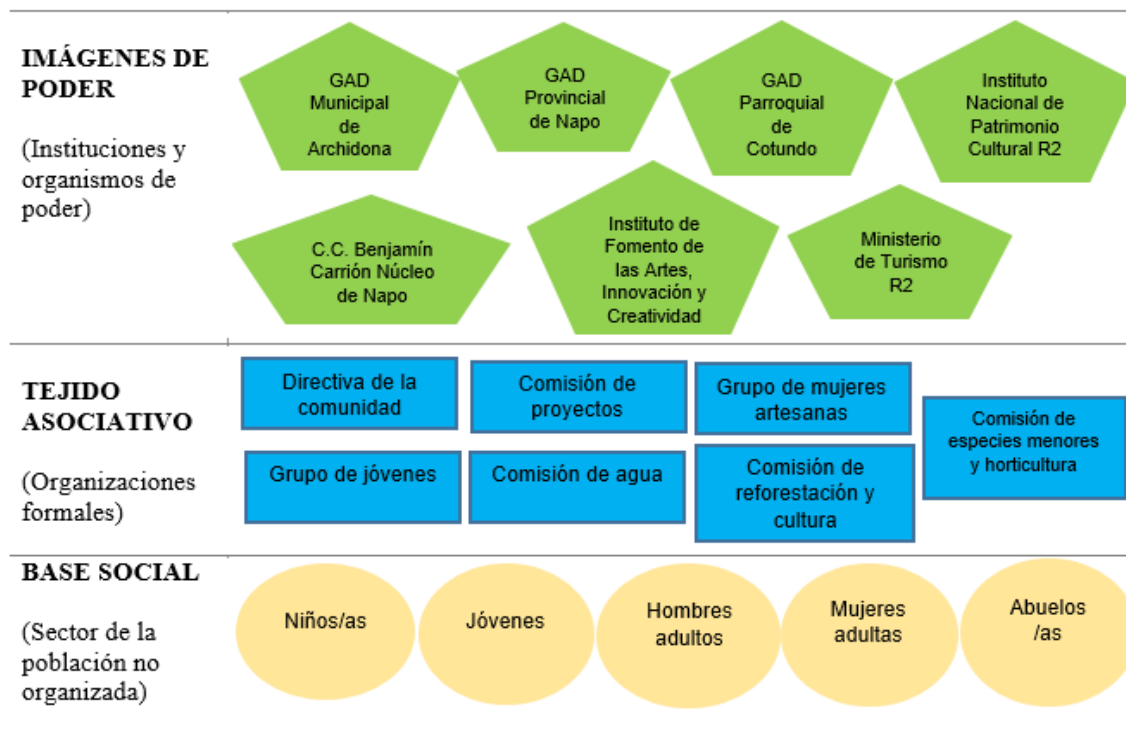 IMÁGENES DE
PODER
(Instituciones y
organismos de
poder)
GAD
Municipal
de
Archidona
GAD
Provincial
de Napo
GAD
Parroquial
de
Cotundo
Instituto
Nacional de
Patrimonio
Cultural R2
C.C. Benjamín
Carrión Núcleo
de Napo
Instituto de
Fomento de
las Artes,
Innovación y
Creatividad
Ministerio
de Turismo
R2
TEJIDO
ASOCIATIVO
(Organizaciones
formales)
Directiva de la
comunidad
Comisión de
proyectos
Grupo de mujeres
artesanas
Comisión de
especies menores
y horticultura
Grupo de jóvenes
Comisión de agua
Comisión de
reforestación y
cultura
BASE SOCIAL
(Sector de la
población no
organizada)
Niños/as
Jóvenes
Hombres
adultos
Mujeres
adultas
Abuelos
/as